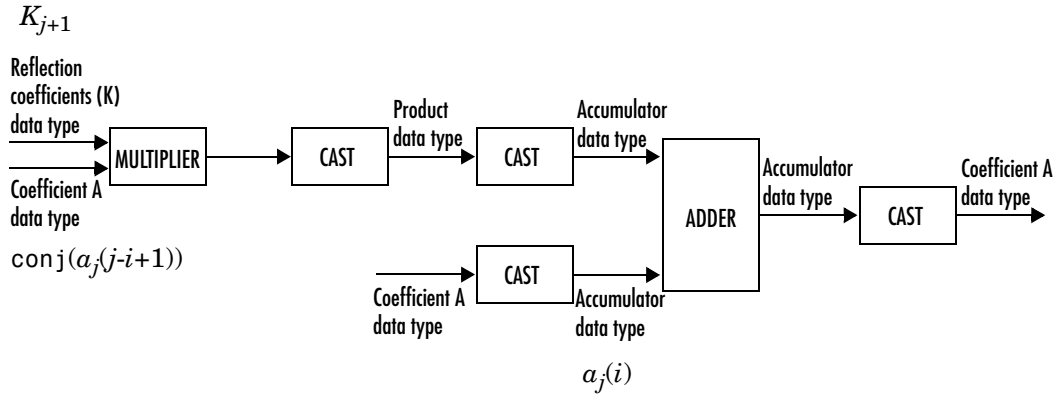 K_{j+1}
Reflection
coefficients (K)
data type
MULTIPLIER
Coefficient A
data type
conj(a_j(j-i+1))
CAST
Product
data type
CAST
Accumulator
data type
Coefficient A
data type
CAST
Accumulator
data type
a_j(i)
ADDER
Accumulator
data type
CAST
Coefficient A
data type